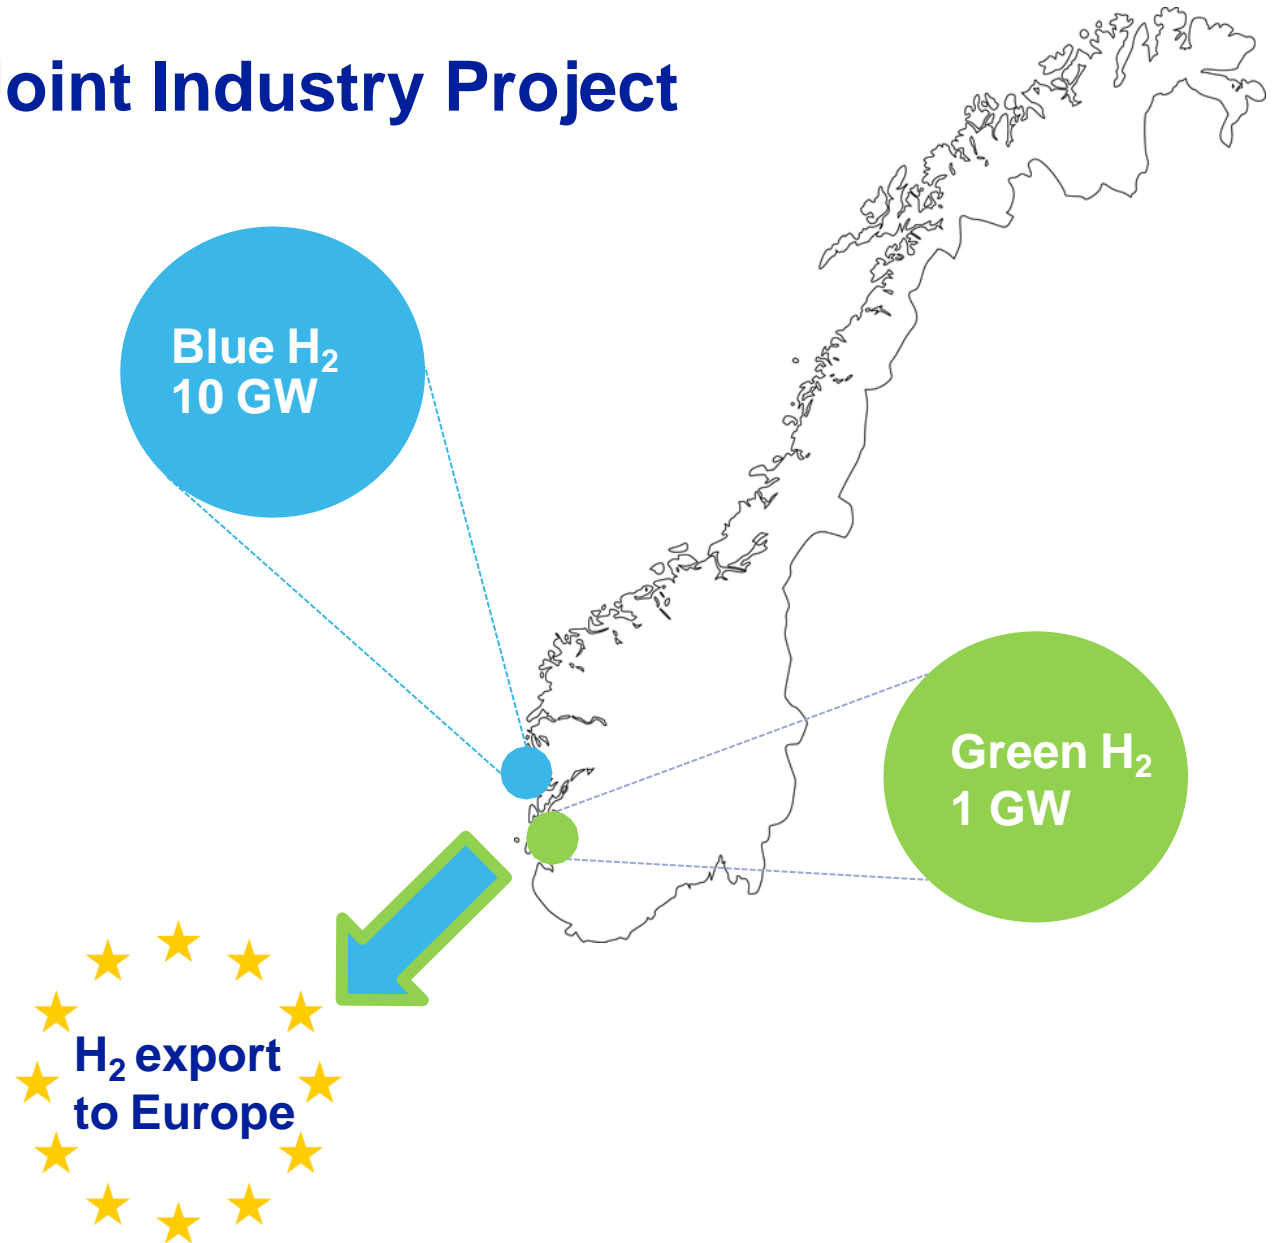 oint Industry Project
Blue H₂
10 GW
Green H₂
1 GW
H₂ export
to Europe